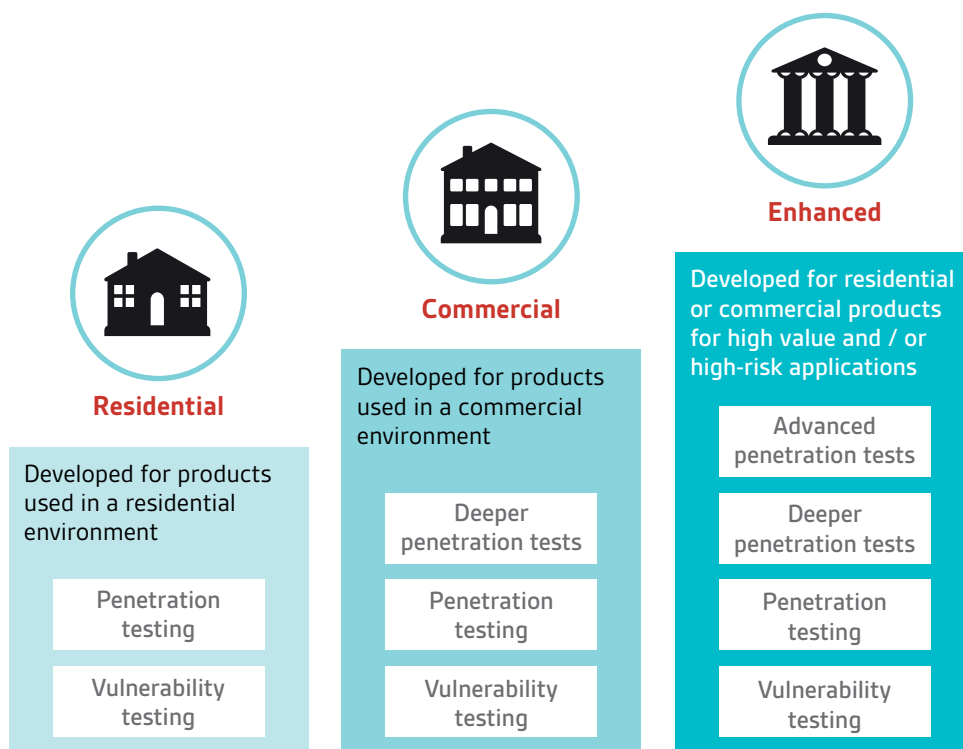 Residential
Developed for products
used in a residential
environment
Penetration
testing
Vulnerability
testing
Commercial
Developed for products
used in a commercial
environment
Deeper
penetration tests
Penetration
testing
Vulnerability
testing
Enhanced
Developed for residential
or commercial products
for high value and / or
high-risk applications
Advanced
penetration tests
Deeper
penetration tests
Penetration
testing
Vulnerability
testing